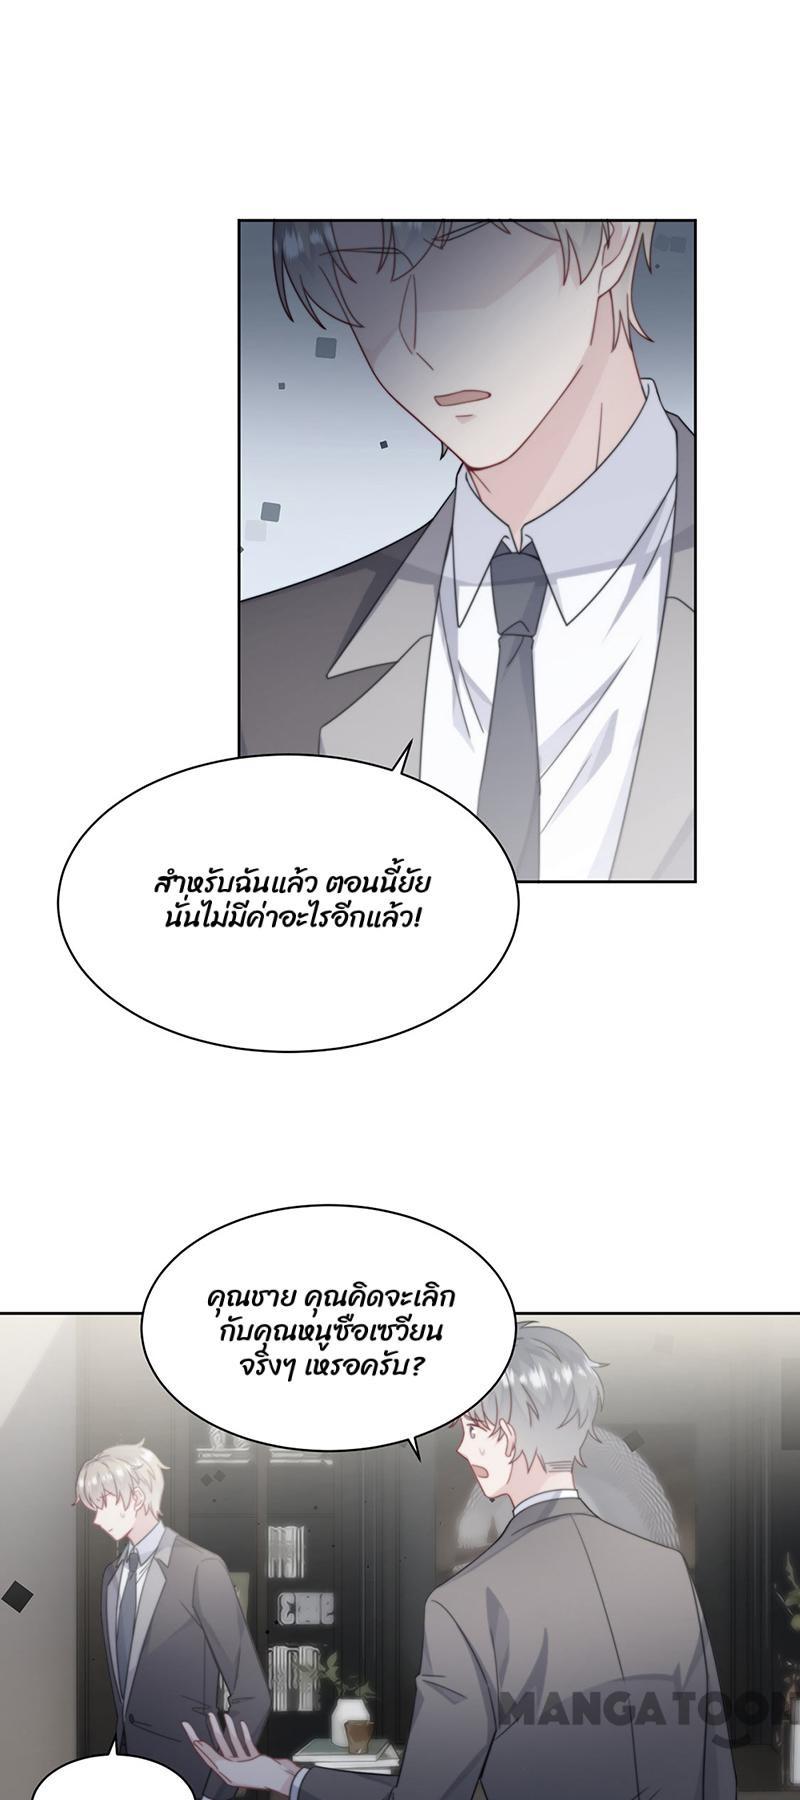 สำหรับฉันแล้ว ตอนนี้ยัย
นั่นไม่มีค่าอะไรอีกแล้ว!
คุณชาย คุณคิดจะเลิก
กับคุณหนูซือเซวียน
จริงๆ เหรอครับ?
MANGATOON